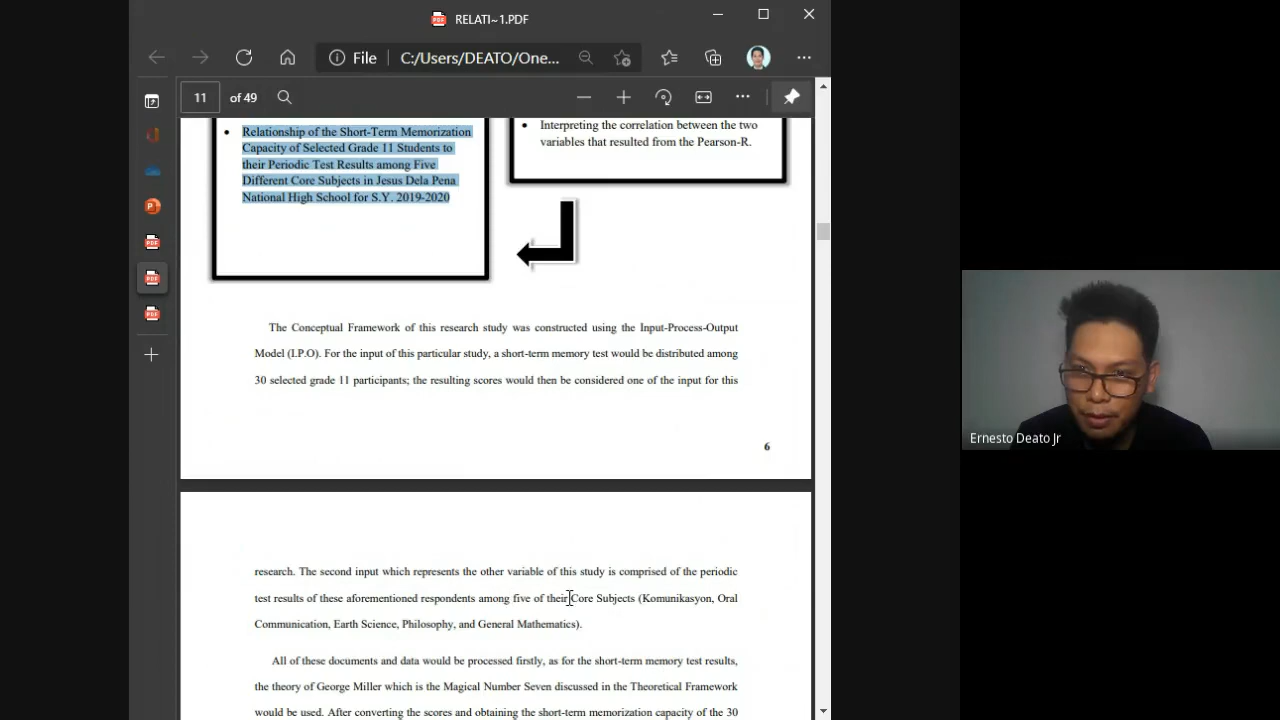 RELATI~1.PDF
File C:/Users/DEATO/One...
11 of 49
Relationship of the Short-Term Memorization
Capacity of Selected Grade 11 Students to
their Periodic Test Results among Five
Different Core Subjects in Jesus Dela Pena
National High School for S.Y. 2019-2020
Interpreting the correlation between the two
variables that resulted from the Pearson-R.
The Conceptual Framework of this research study was constructed using the Input-Process-Output
Model (I.P.O). For the input of this particular study, a short-term memory test would be distributed among
30 selected grade 11 participants; the resulting scores would then be considered one of the input for this
6
research. The second input which represents the other variable of this study is comprised of the periodic
test results of these aforementioned respondents among five of their Core Subjects (Komunikasyon, Oral
Communication, Earth Science, Philosophy, and General Mathematics).
All of these documents and data would be processed firstly, as for the short-term memory test results,
the theory of George Miller which is the Magical Number Seven discussed in the Theoretical Framework
would be used. After converting the scores and obtaining the short-term memorization capacity of the 30
Ernesto Deato Jr